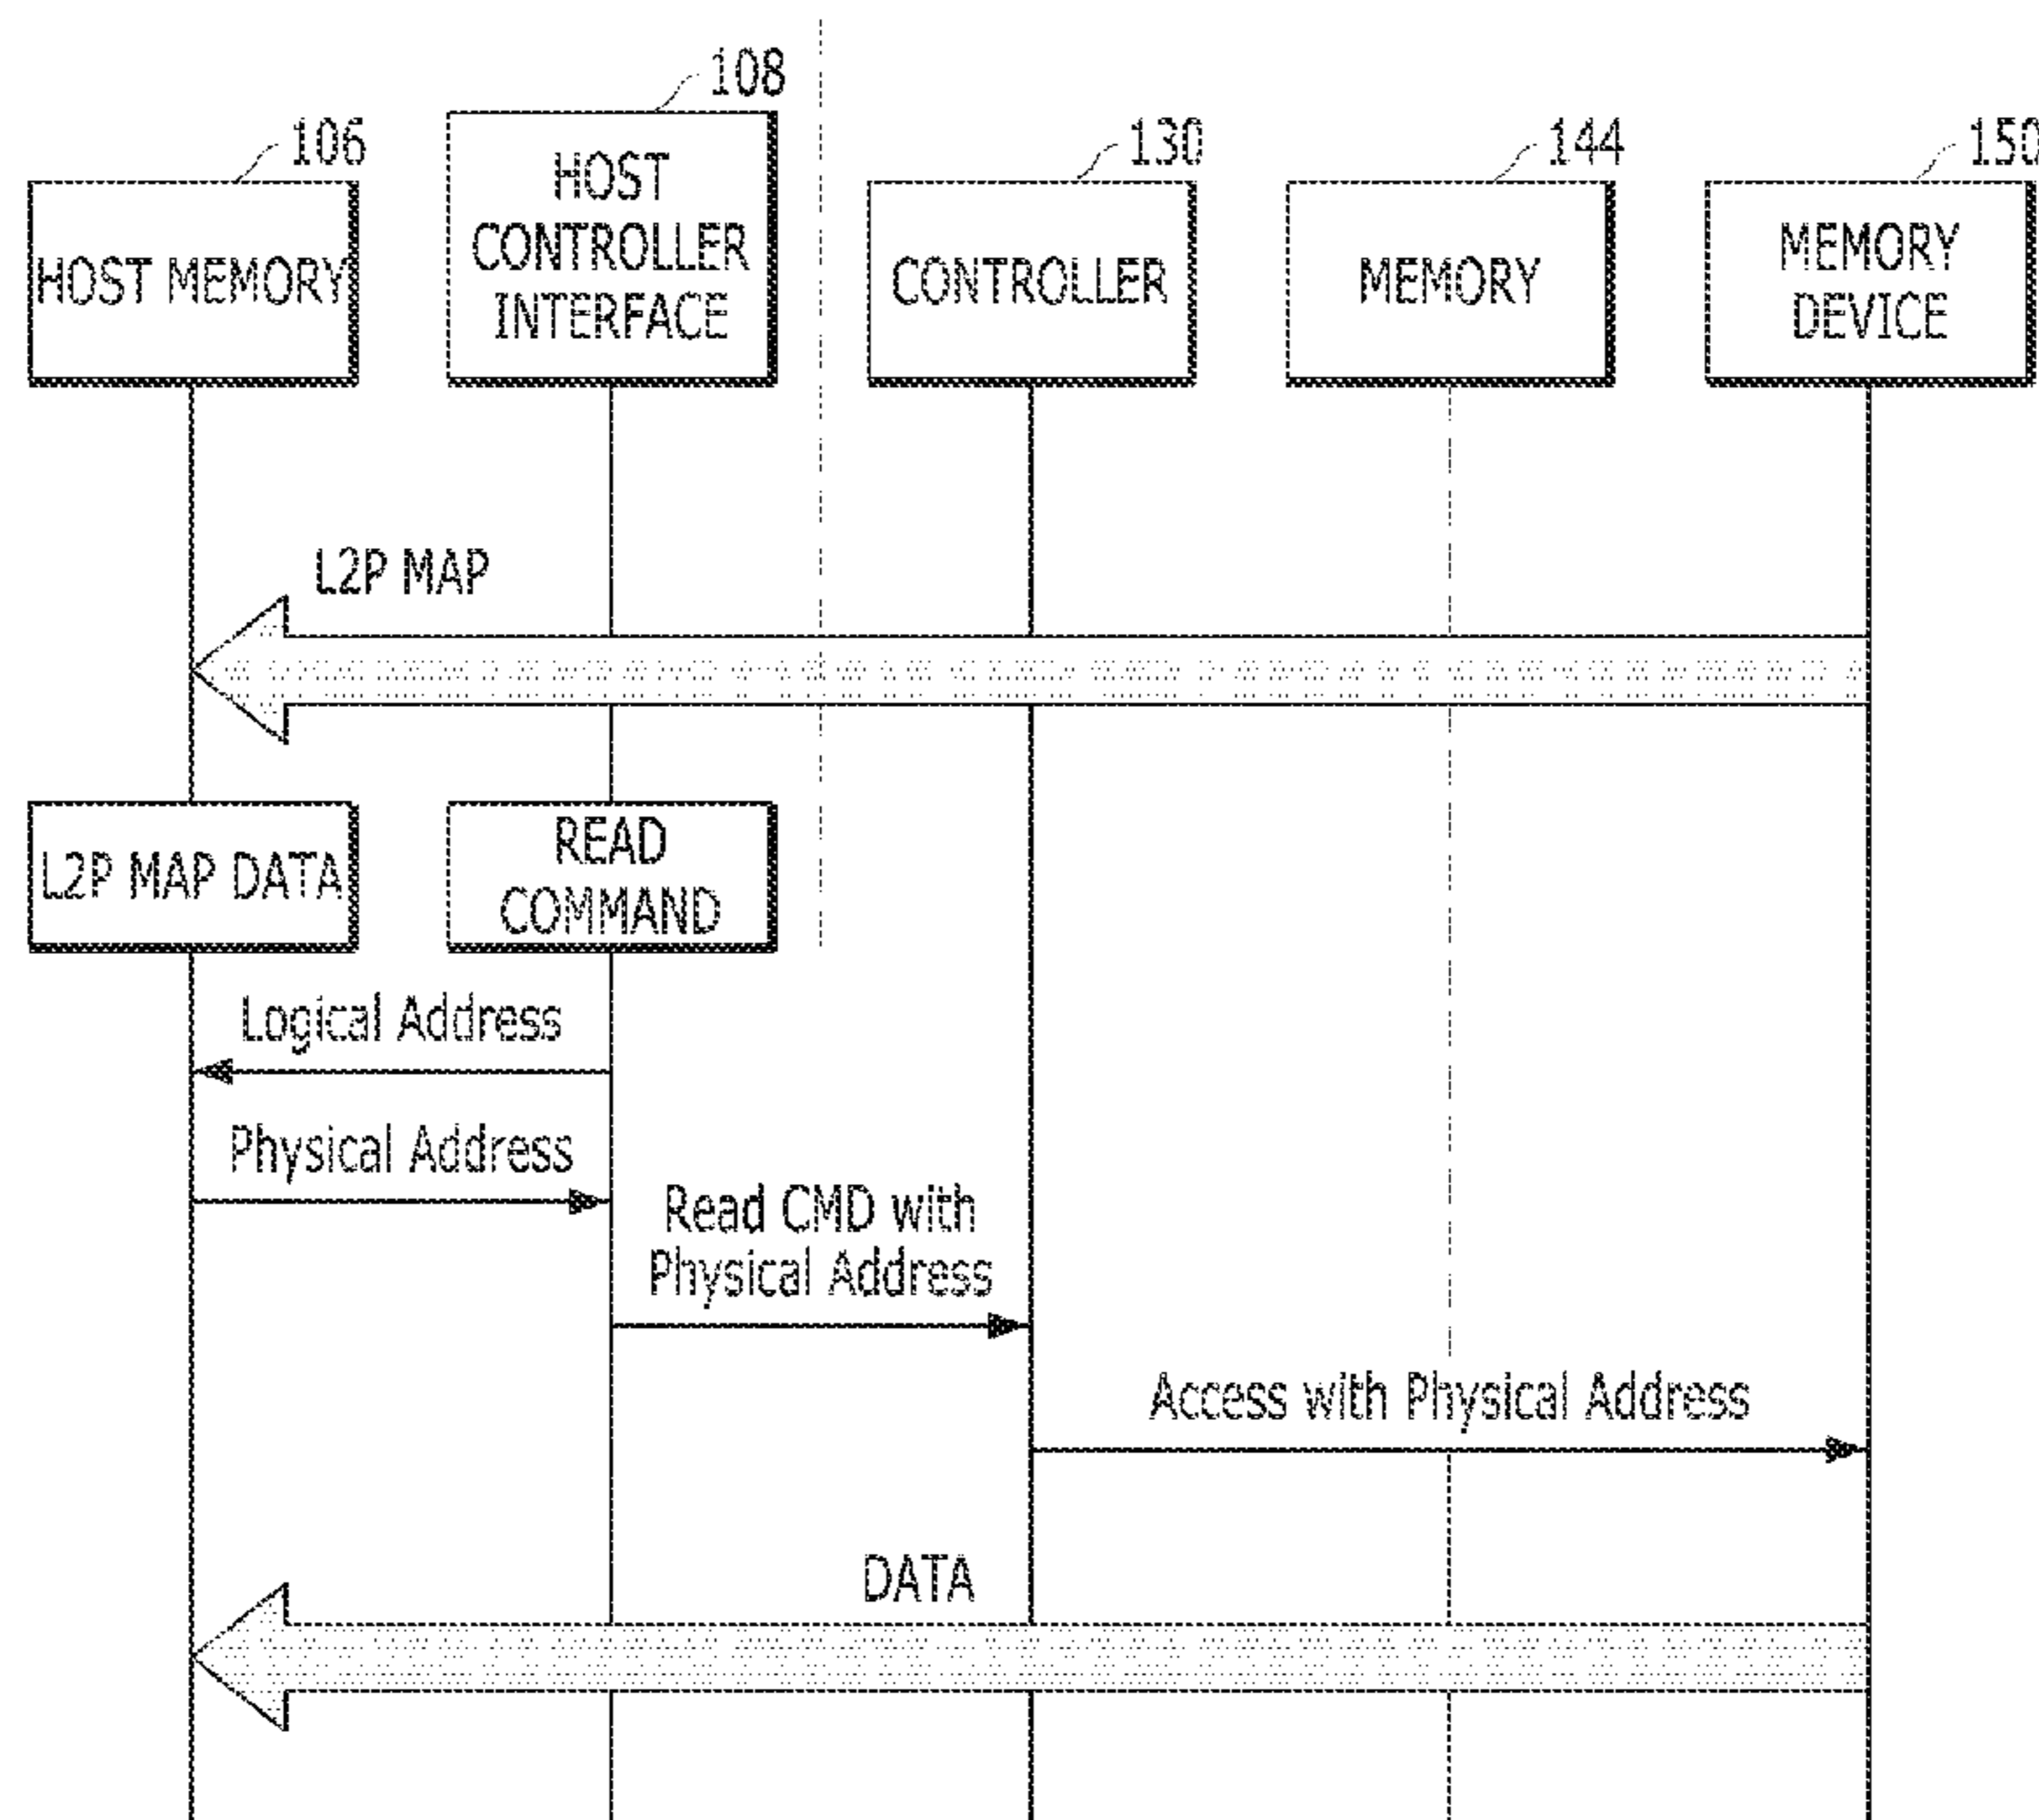 108
106
130
144
150
HOST MEMORY
HOST
CONTROLLER
INTERFACE
CONTROLLER
MEMORY
MEMORY
DEVICE
L2P MAP
L2P MAP DATA
READ
COMMAND
Logical Address
Physical Address
Read CMD with
Physical Address
Access with Physical Address
DATA